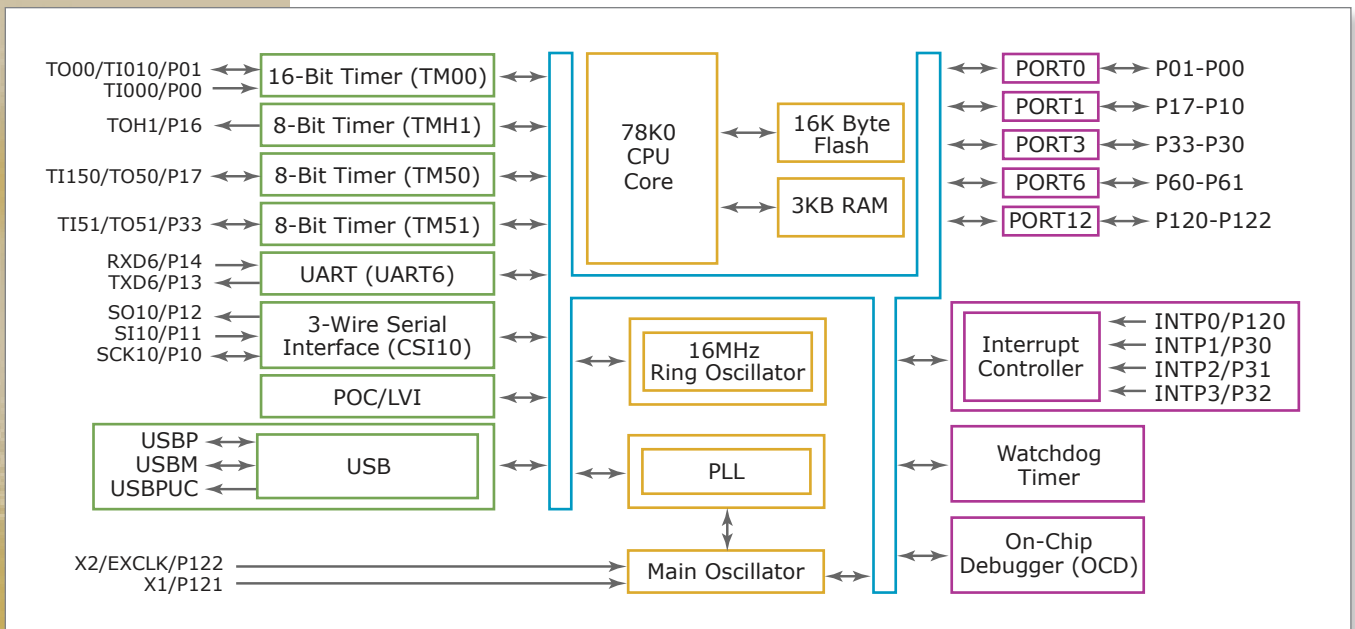 TO00/TI010/P01
TI000/P00
16-Bit Timer (TM00)
TOH1/P16
8-Bit Timer (TMH1)
TI150/TO50/P17
8-Bit Timer (TM50)
TI51/TO51/P33
8-Bit Timer (TM51)
RXD6/P14
TXD6/P13
UART (UART6)
SO10/P12
SI10/P11
SCK10/P10
3-Wire Serial
Interface (CSI10)
POC/LVI
USBP
USBM
USBPUC
USB
X2/EXCLK/P122
X1/P121
78K0
CPU
Core
16K Byte
Flash
3KB RAM
16MHz
Ring Oscillator
PLL
Main Oscillator
PORT0
P01-P00
PORT1
P17-P10
PORT3
P33-P30
PORT6
P60-P61
PORT12
P120-P122
Interrupt
Controller
INTP0/P120
INTP1/P30
INTP2/P31
INTP3/P32
Watchdog
Timer
On-Chip
Debugger (OCD)